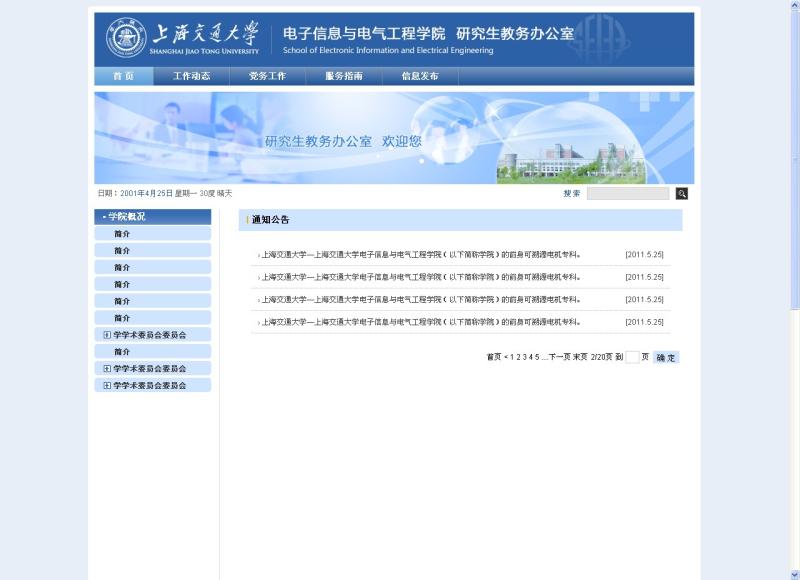 上海交通大学
SHANGHAI JIAO TONG UNIVERSITY
电子信息与电气工程学院 研究生教务办公室
School of Electronic Information and Electrical Engineering
首 页 工作动态 党务工作 服务指南 信息发布
研究生教务办公室 欢迎您
日期：2001年4月25日 星期一 30度 晴天
搜索
- 学院概况
简介
简介
简介
简介
简介
简介
学学术委员会委员会
简介
学学术委员会委员会
学学术委员会委员会
通知公告
› 上海交通大学—上海交通大学电子信息与电气工程学院（以下简称学院）的前身可溯源电机专科。 [2011.5.25]
› 上海交通大学—上海交通大学电子信息与电气工程学院（以下简称学院）的前身可溯源电机专科。 [2011.5.25]
› 上海交通大学—上海交通大学电子信息与电气工程学院（以下简称学院）的前身可溯源电机专科。 [2011.5.25]
› 上海交通大学—上海交通大学电子信息与电气工程学院（以下简称学院）的前身可溯源电机专科。 [2011.5.25]
首页 < 1 2 3 4 5 ...下一页 末页 2/20页 到 页 确 定